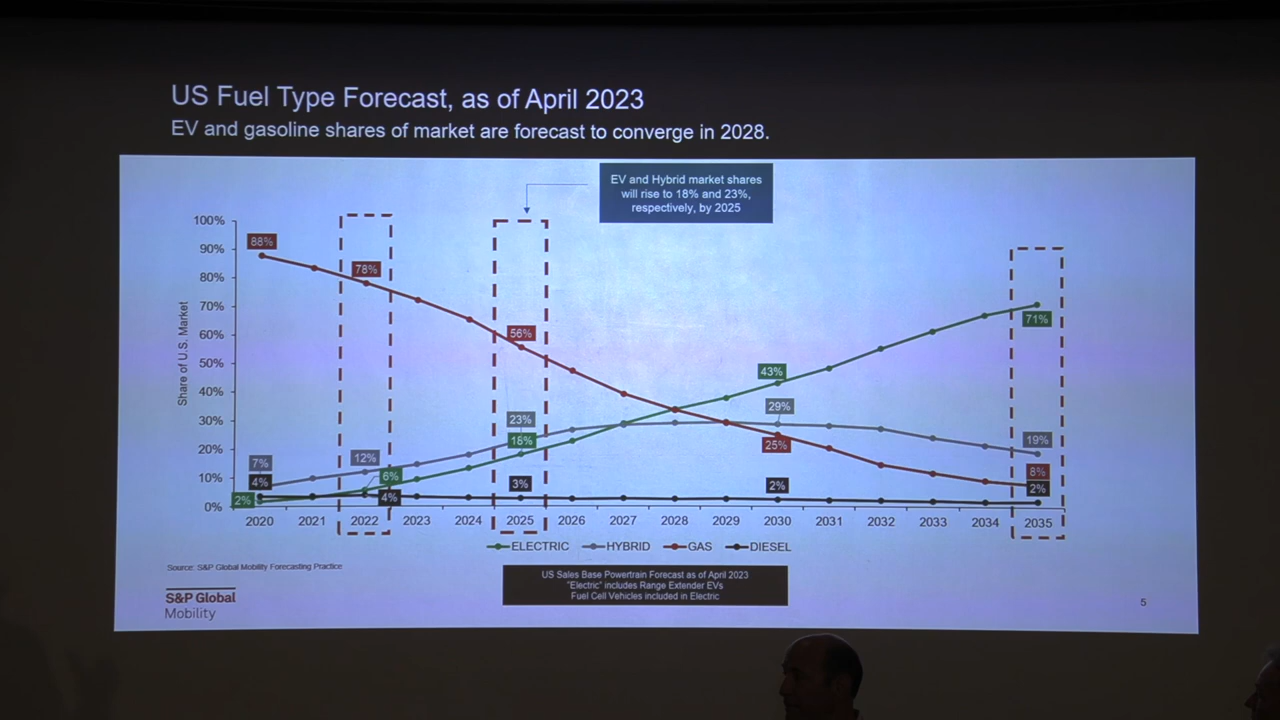 US Fuel Type Forecast, as of April 2023
EV and gasoline shares of market are forecast to converge in 2028.
EV and Hybrid market shares
will rise to 18% and 23%,
respectively, by 2025
Share of U.S. Market
100%
90%
80%
70%
60%
50%
40%
30%
20%
10%
0%
88%
78%
56%
43%
71%
23%
18%
29%
25%
19%
7%
12%
6%
8%
4%
2%
4%
3%
2%
2%
2020 2021 2022 2023 2024 2025 2026 2027 2028 2029 2030 2031 2032 2033 2034 2035
ELECTRIC HYBRID GAS DIESEL
Source: S&P Global Mobility Forecasting Practice
US Sales Base Powertrain Forecast as of April 2023
"Electric" includes Range Extender EVs
Fuel Cell Vehicles included in Electric
S&P Global
Mobility
5